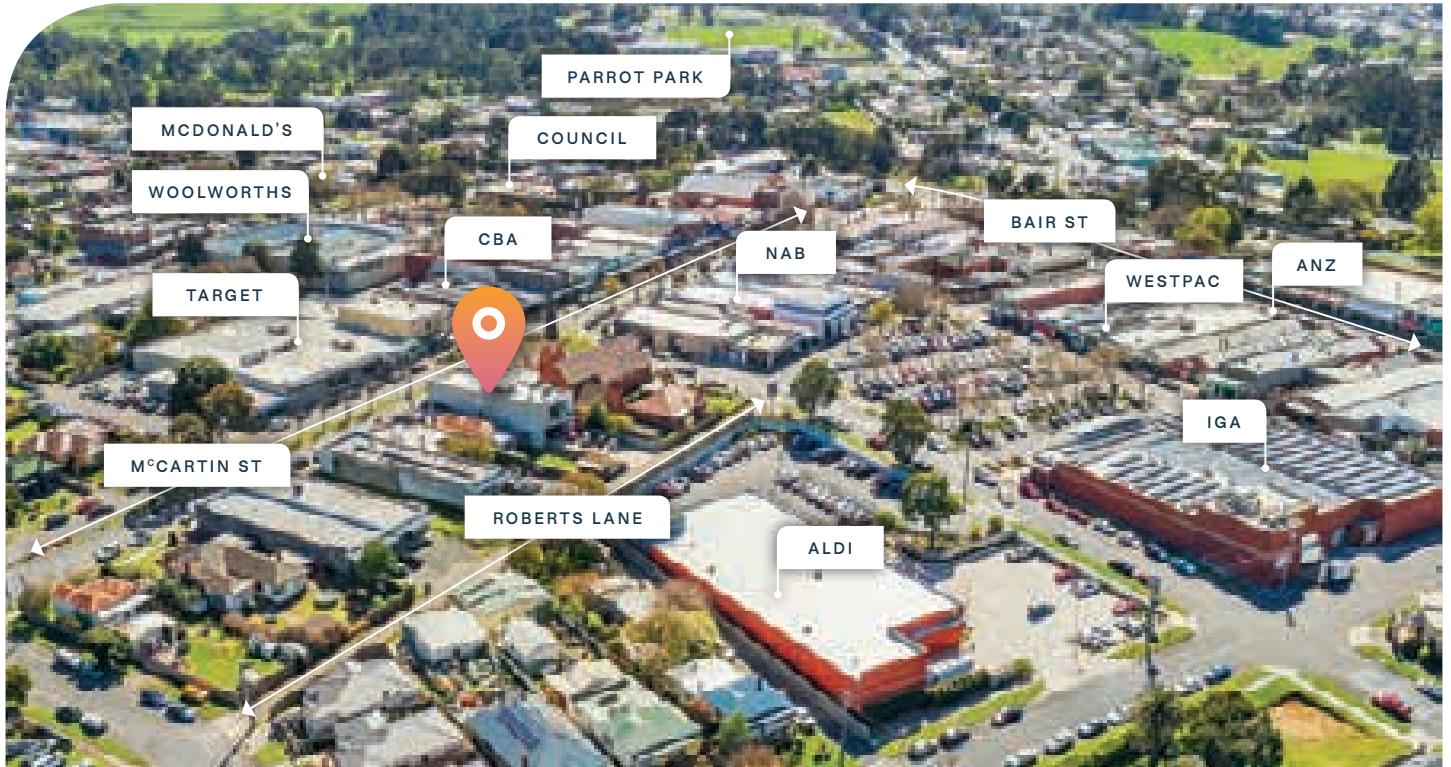 PARROT PARK
MCDONALD'S
COUNCIL
WOOLWORTHS
CBA
BAIR ST
NAB
TARGET
WESTPAC
ANZ
IGA
MᶜCARTIN ST
ROBERTS LANE
ALDI